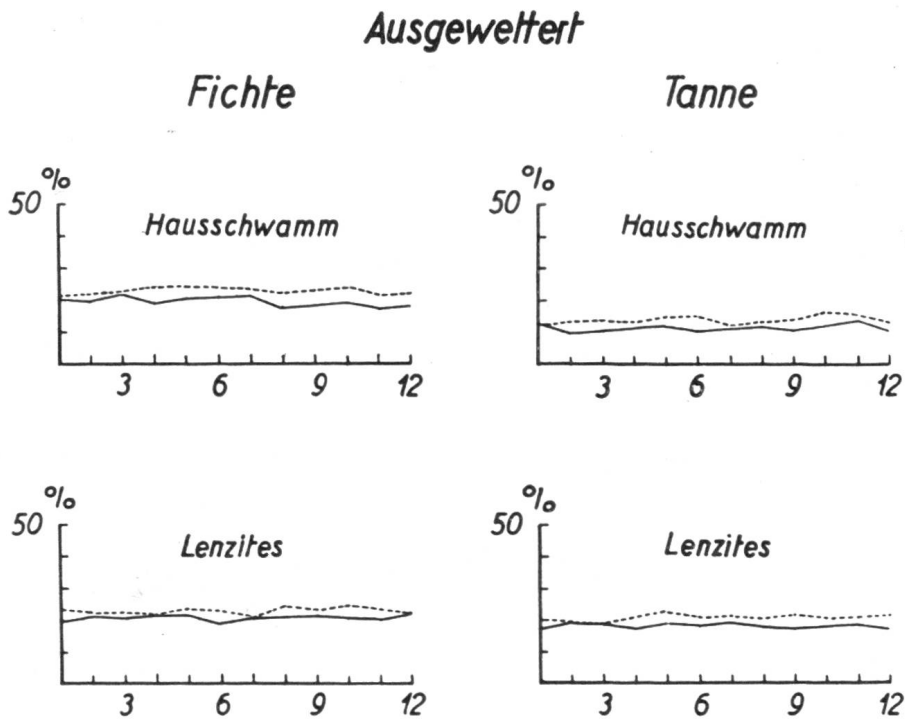 Ausgewettert
Fichte Tanne
% %
50 50
Hausschwamm Hausschwamm
3 6 9 12 3 6 9 12
% %
50 50
Lenzites Lenzites
3 6 9 12 3 6 9 12